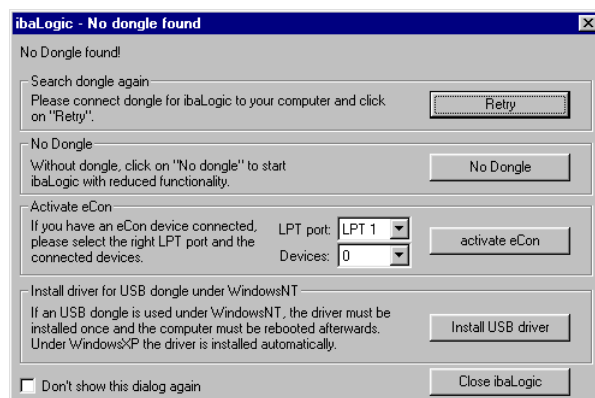 ibaLogic - No dongle found
No Dongle found!
Search dongle again
Please connect dongle for ibaLogic to your computer and click
on "Retry".
Retry
No Dongle
Without dongle, click on "No dongle" to start
ibaLogic with reduced functionality.
No Dongle
Activate eCon
If you have an eCon device connected,
please select the right LPT port and the
connected devices.
LPT port: LPT 1
Devices: 0
activate eCon
Install driver for USB dongle under WindowsNT
If an USB dongle is used under WindowsNT, the driver must be
installed once and the computer must be rebooted afterwards.
Under WindowsXP the driver is installed automatically.
Install USB driver
Don't show this dialog again
Close ibaLogic